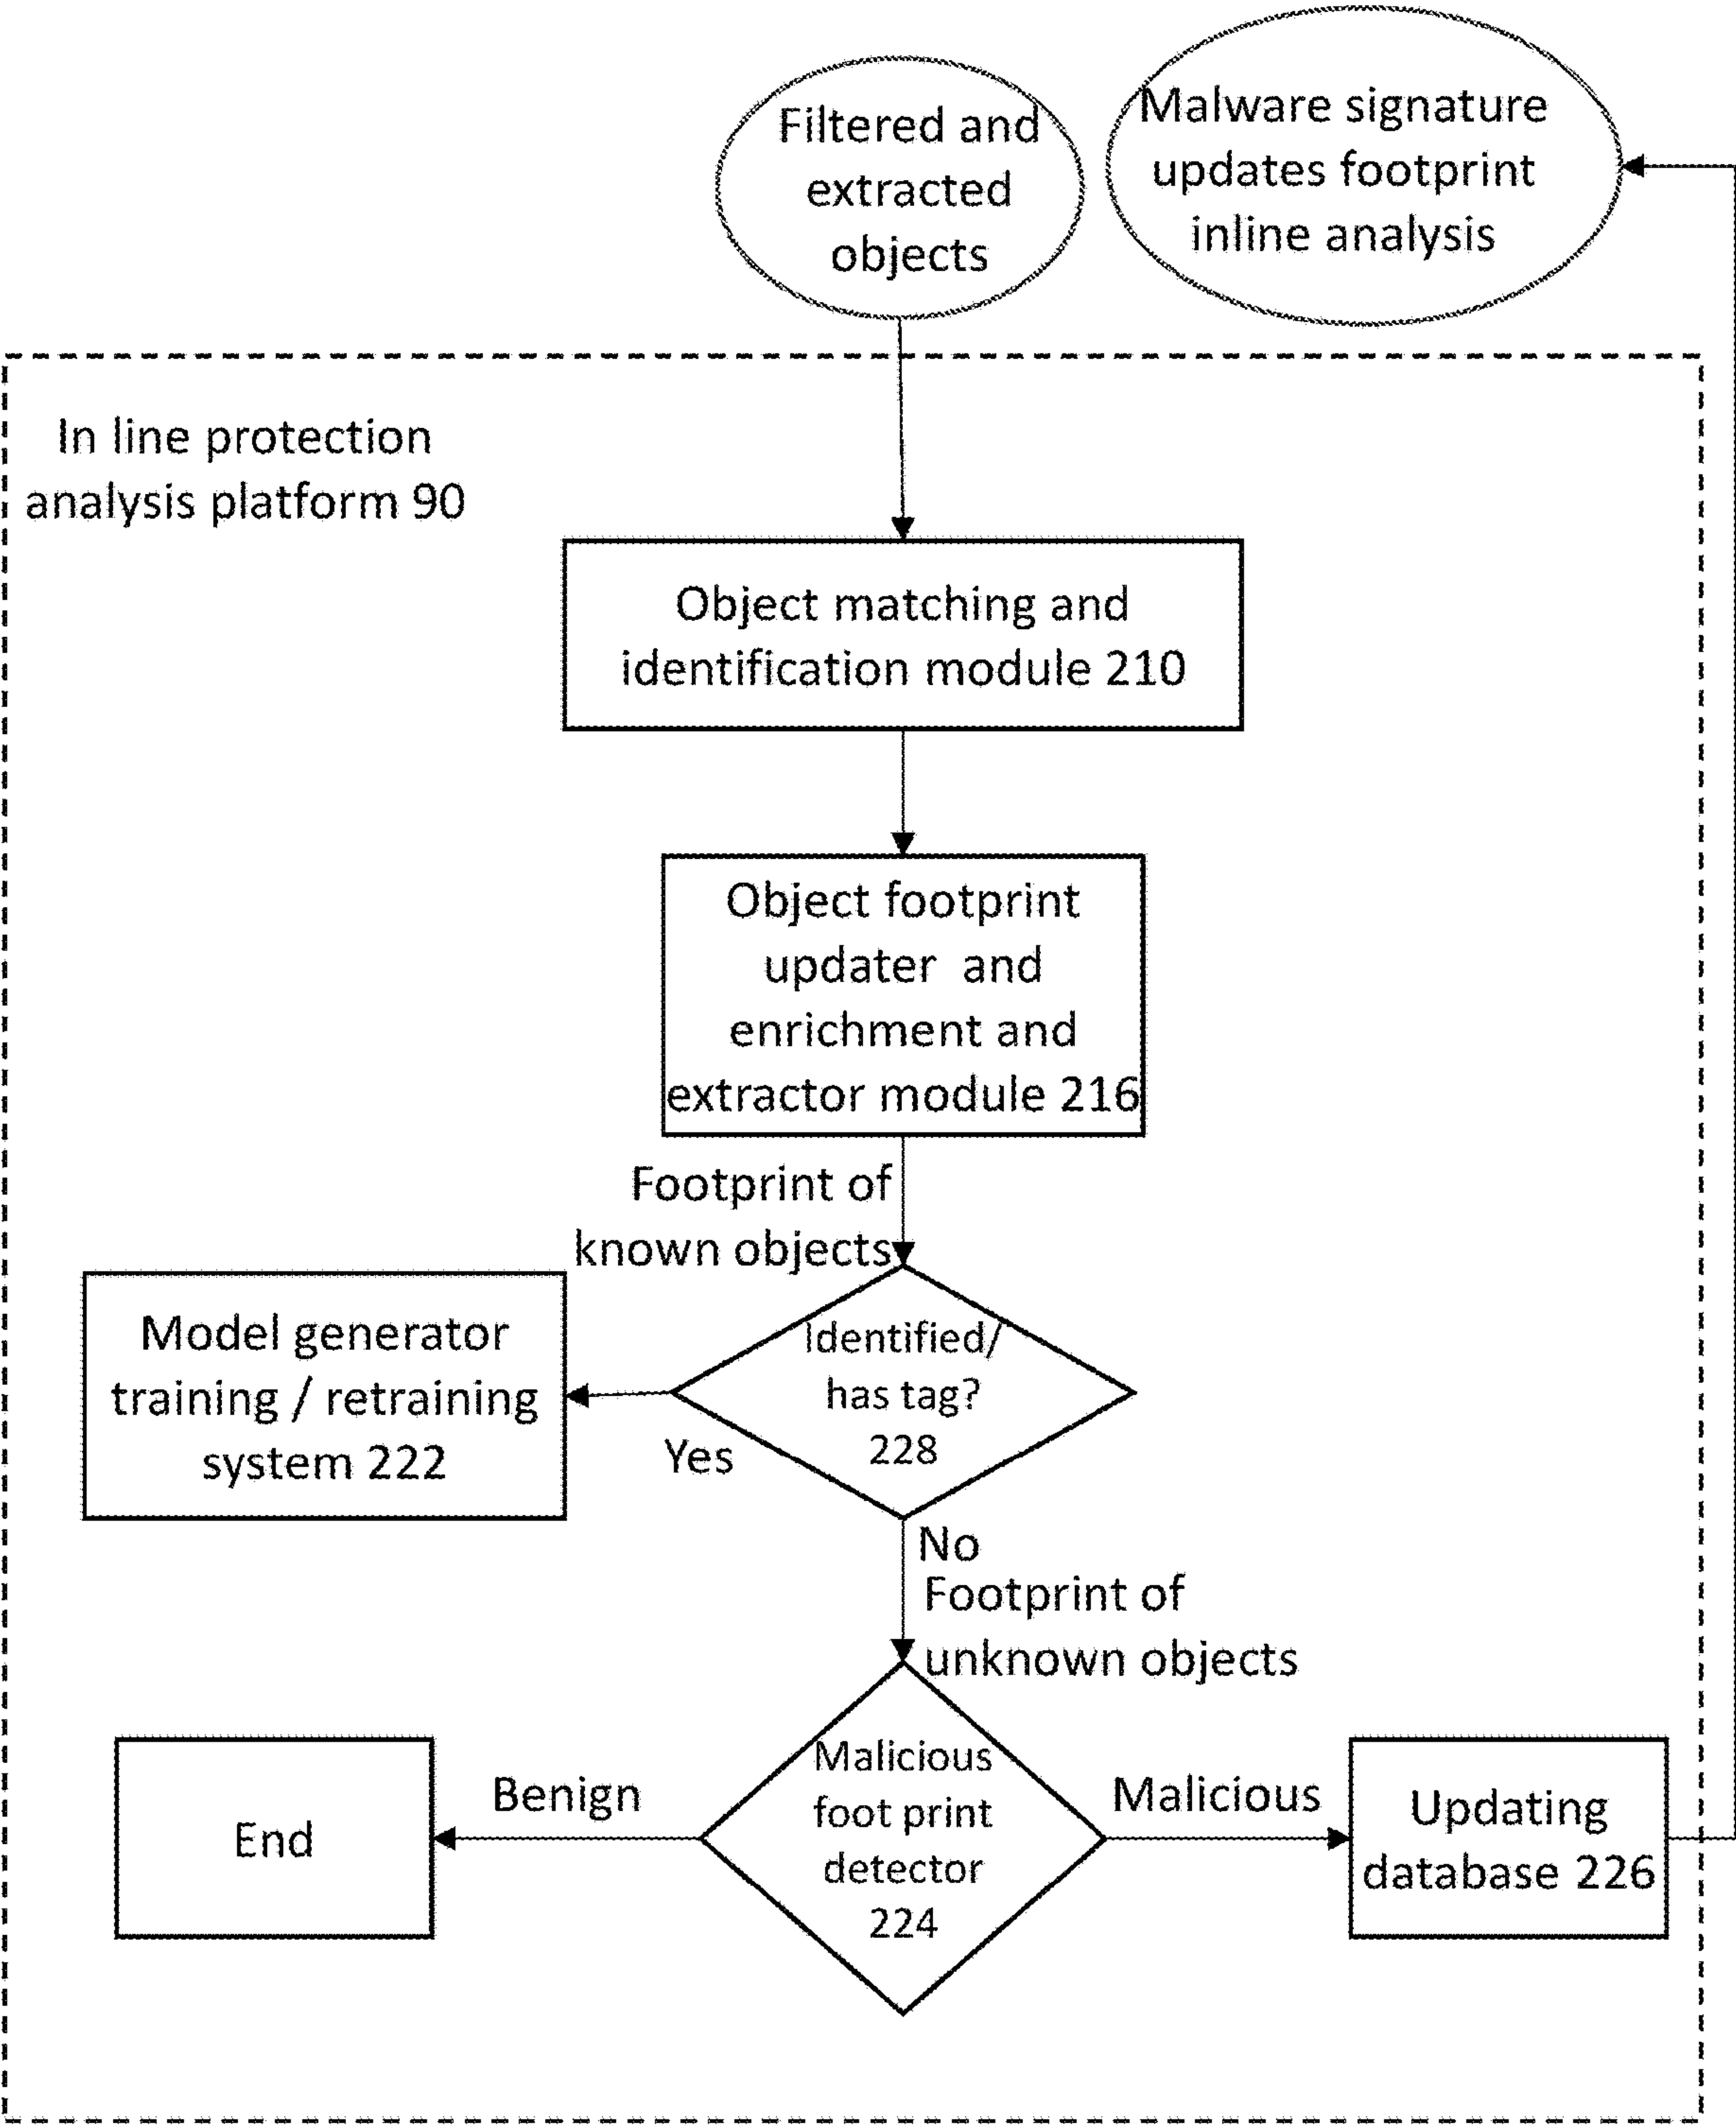 Filtered and
extracted
objects
Malware signature
updates footprint
inline analysis
In line protection
analysis platform 90
Object matching and
identification module 210
Object footprint
updater and
enrichment and
extractor module 216
Footprint of
known objects
Model generator
training / retraining
system 222
Identified/
has tag?
228
Yes
No
Footprint of
unknown objects
Malicious
foot print
detector
224
Benign
End
Malicious
Updating
database 226